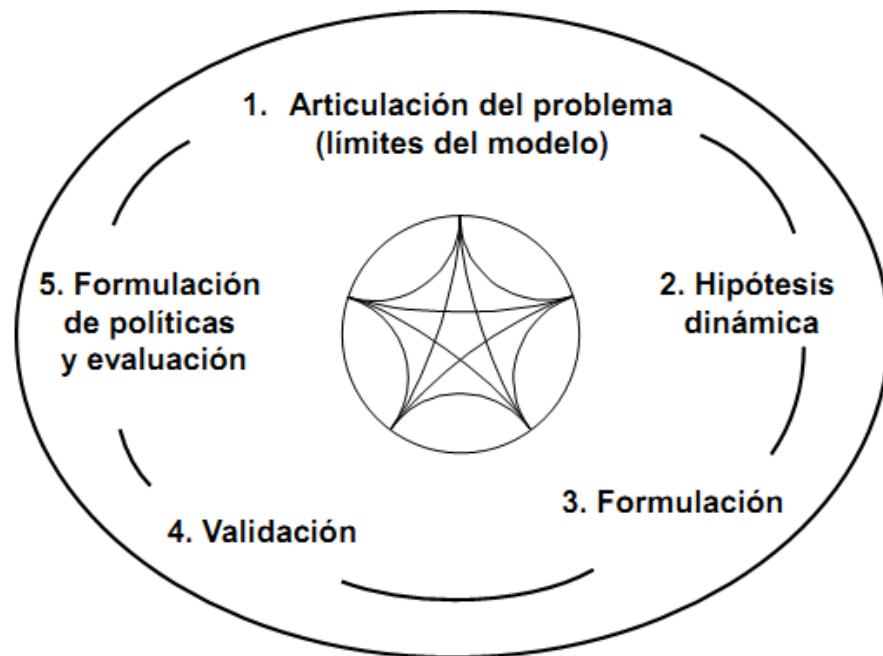 1. Articulación del problema
(límites del modelo)
2. Hipótesis
dinámica
3. Formulación
4. Validación
5. Formulación
de políticas
y evaluación